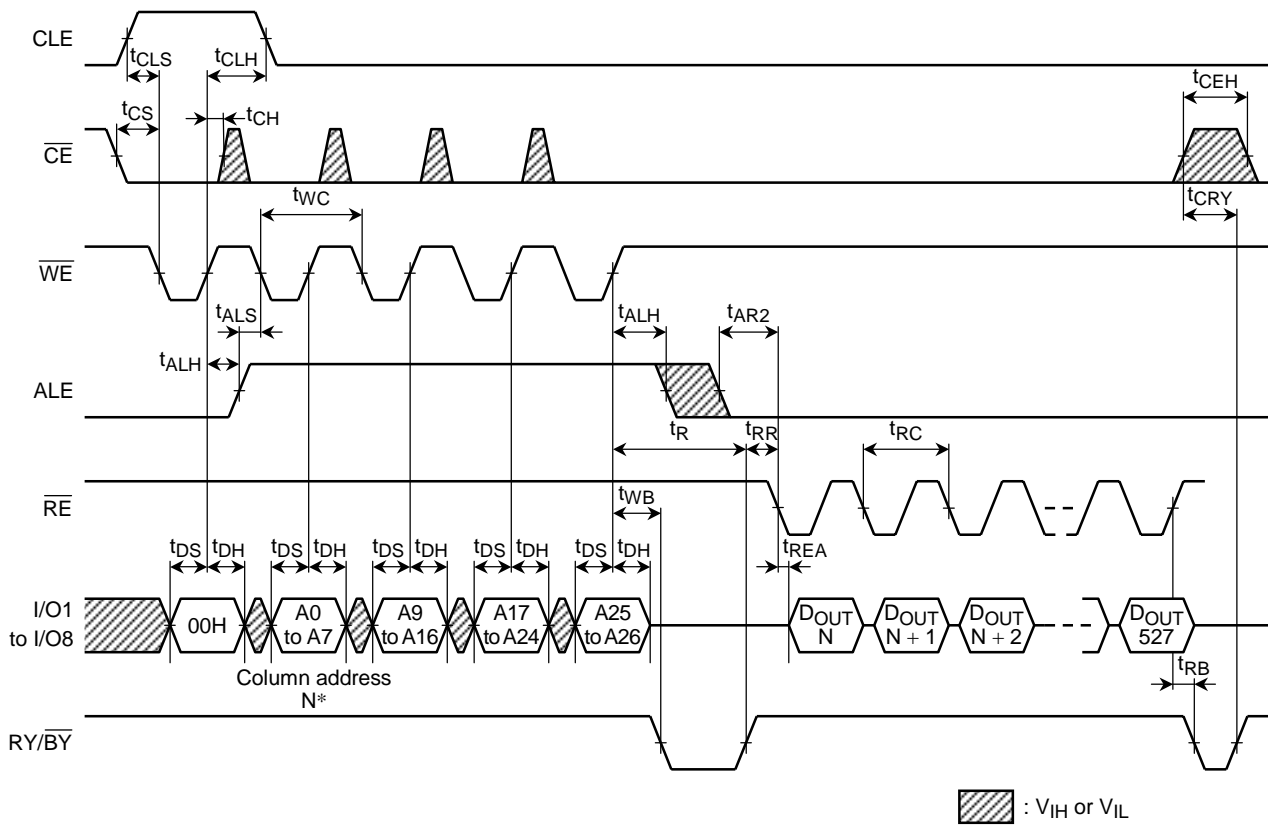 CLE
tCLS
tCLH
tCEH
tCS
tCH
CE
tCRY
tWC
WE
tALS
tALH
tAR2
tALH
ALE
tR
tRR
tRC
tWB
RE
tREA
tDS tDH tDS tDH tDS tDH tDS tDH tDS tDH
I/O1
to I/O8
00H
A0
to A7
A9
to A16
A17
to A24
A25
to A26
DOUT
N
DOUT
N + 1
DOUT
N + 2
DOUT
527
Column address
N*
tRB
RY/BY
: VIH or VIL